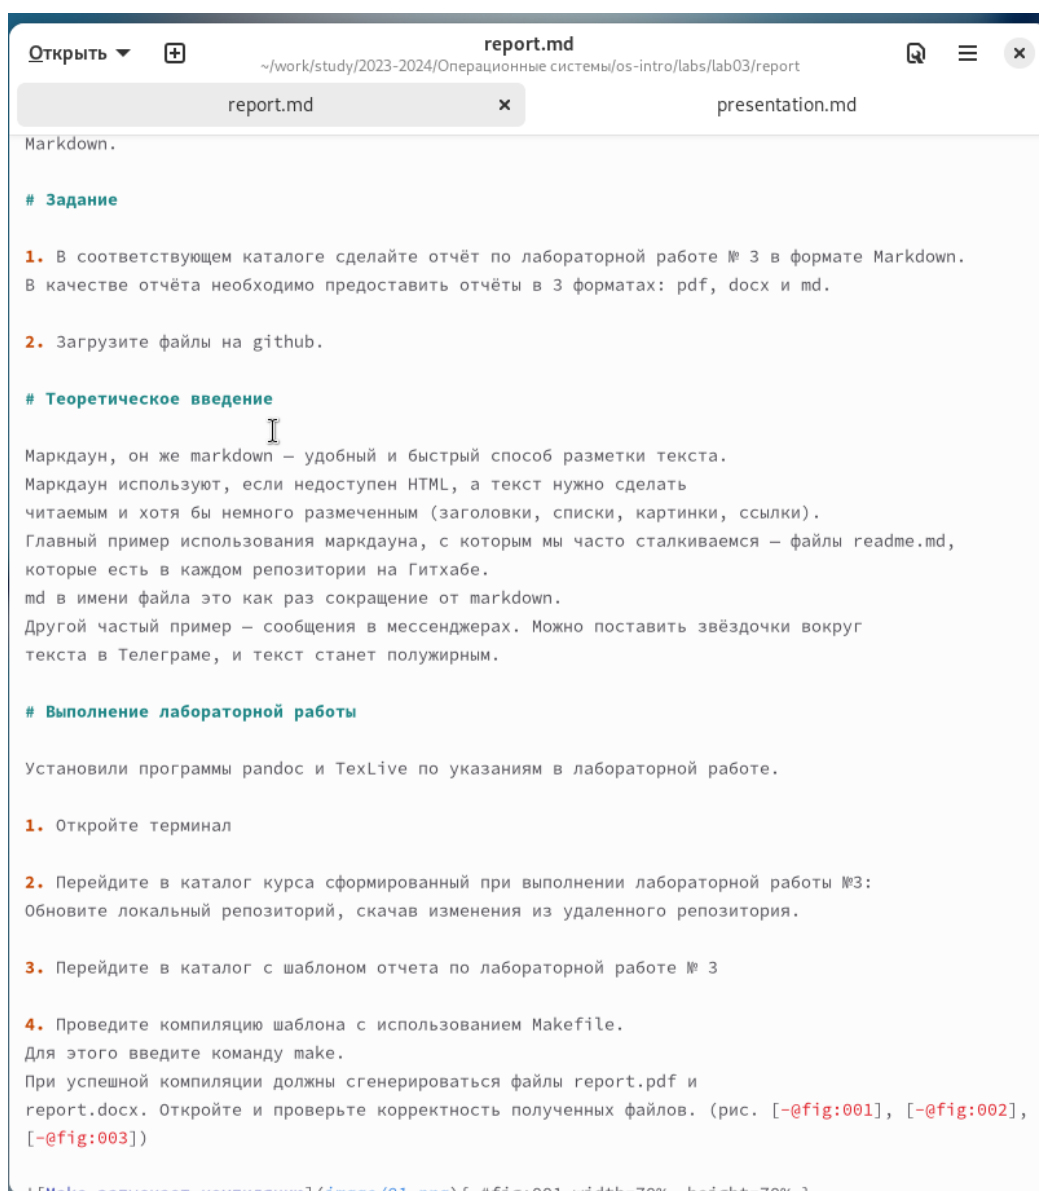 Открыть
report.md
~/work/study/2023-2024/Операционные системы/os-intro/labs/lab03/report
report.md
presentation.md
Markdown.
# Задание
1. В соответствующем каталоге сделайте отчёт по лабораторной работе № 3 в формате Markdown.
В качестве отчёта необходимо предоставить отчёты в 3 форматах: pdf, docx и md.
2. Загрузите файлы на github.
# Теоретическое введение
Маркдаун, он же markdown — удобный и быстрый способ разметки текста.
Маркдаун используют, если недоступен HTML, а текст нужно сделать
читаемым и хотя бы немного размеченным (заголовки, списки, картинки, ссылки).
Главный пример использования маркдауна, с которым мы часто сталкиваемся — файлы readme.md,
которые есть в каждом репозитории на Гитхабе.
md в имени файла это как раз сокращение от markdown.
Другой частый пример — сообщения в мессенджерах. Можно поставить звёздочки вокруг
текста в Телеграме, и текст станет полужирным.
# Выполнение лабораторной работы
Установили программы pandoc и TexLive по указаниям в лабораторной работе.
1. Откройте терминал
2. Перейдите в каталог курса сформированный при выполнении лабораторной работы №3:
Обновите локальный репозиторий, скачав изменения из удаленного репозитория.
3. Перейдите в каталог с шаблоном отчета по лабораторной работе № 3
4. Проведите компиляцию шаблона с использованием Makefile.
Для этого введите команду make.
При успешной компиляции должны сгенерироваться файлы report.pdf и
report.docx. Откройте и проверьте корректность полученных файлов. (рис. [-@fig:001], [-@fig:002],
[-@fig:003])